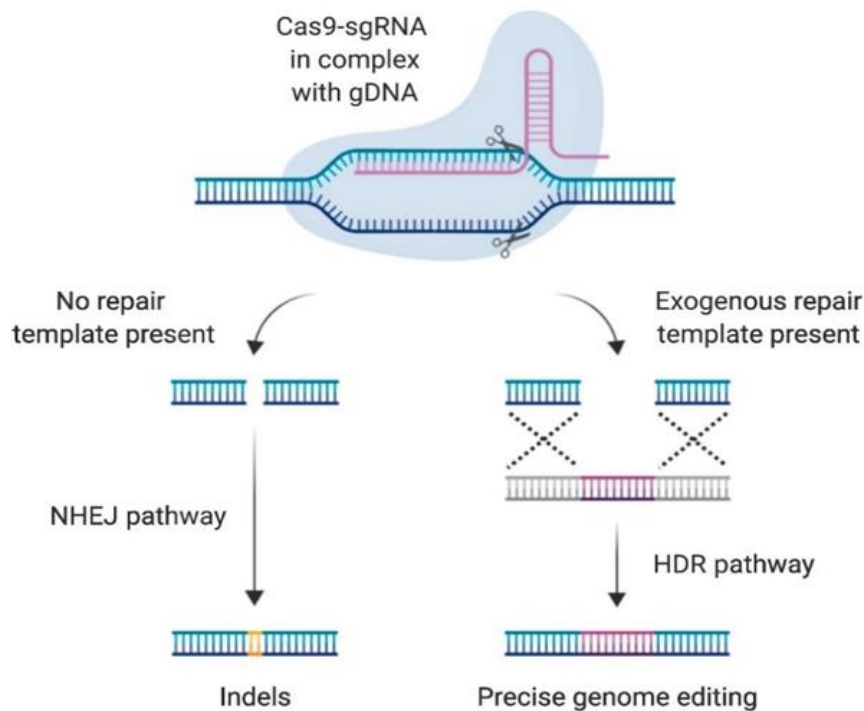 Cas9-sgRNA
in complex
with gDNA
No repair
template present
Exogenous repair
template present
NHEJ pathway
HDR pathway
Indels
Precise genome editing